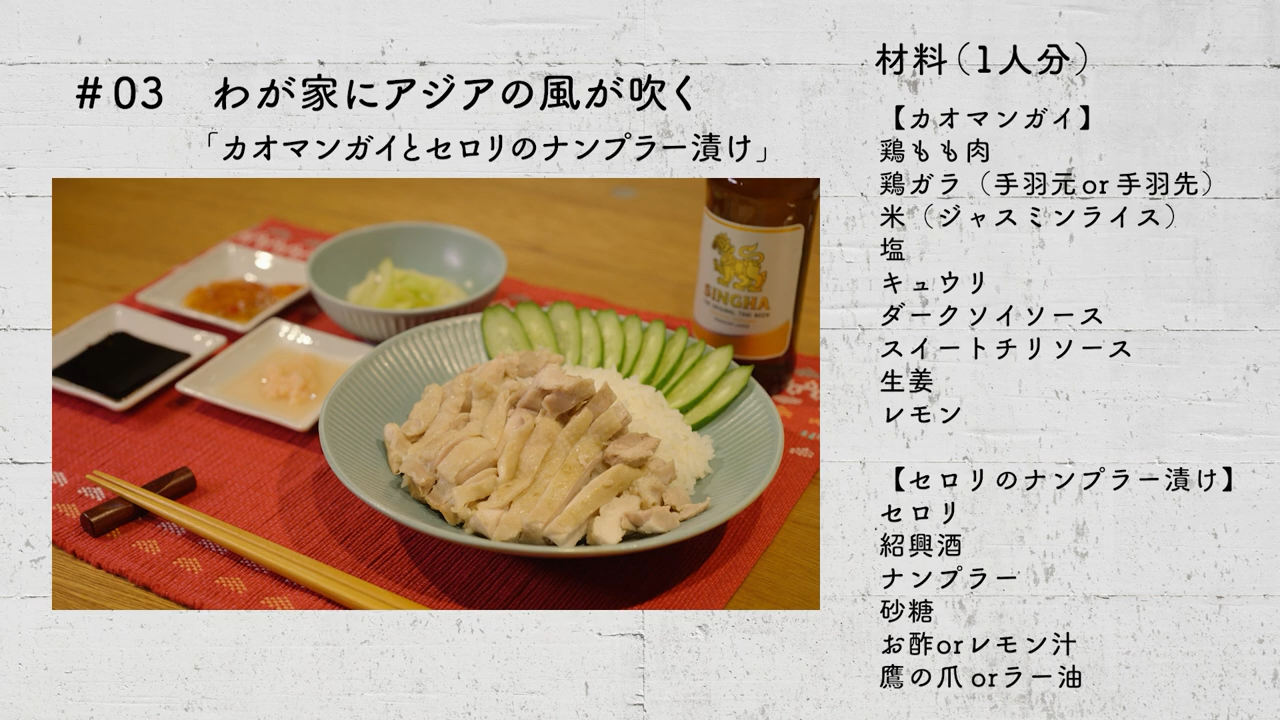 #03 わが家にアジアの風が吹く
「カオマンガイとセロリのナンプラー漬け」
SINGHA
材料（1人分）
【カオマンガイ】
鶏もも肉
鶏ガラ（手羽元or手羽先）
米（ジャスミンライス）
塩
キュウリ
ダークソイソース
スイートチリソース
生姜
レモン
【セロリのナンプラー漬け】
セロリ
紹興酒
ナンプラー
砂糖
お酢orレモン汁
鷹の爪orラー油